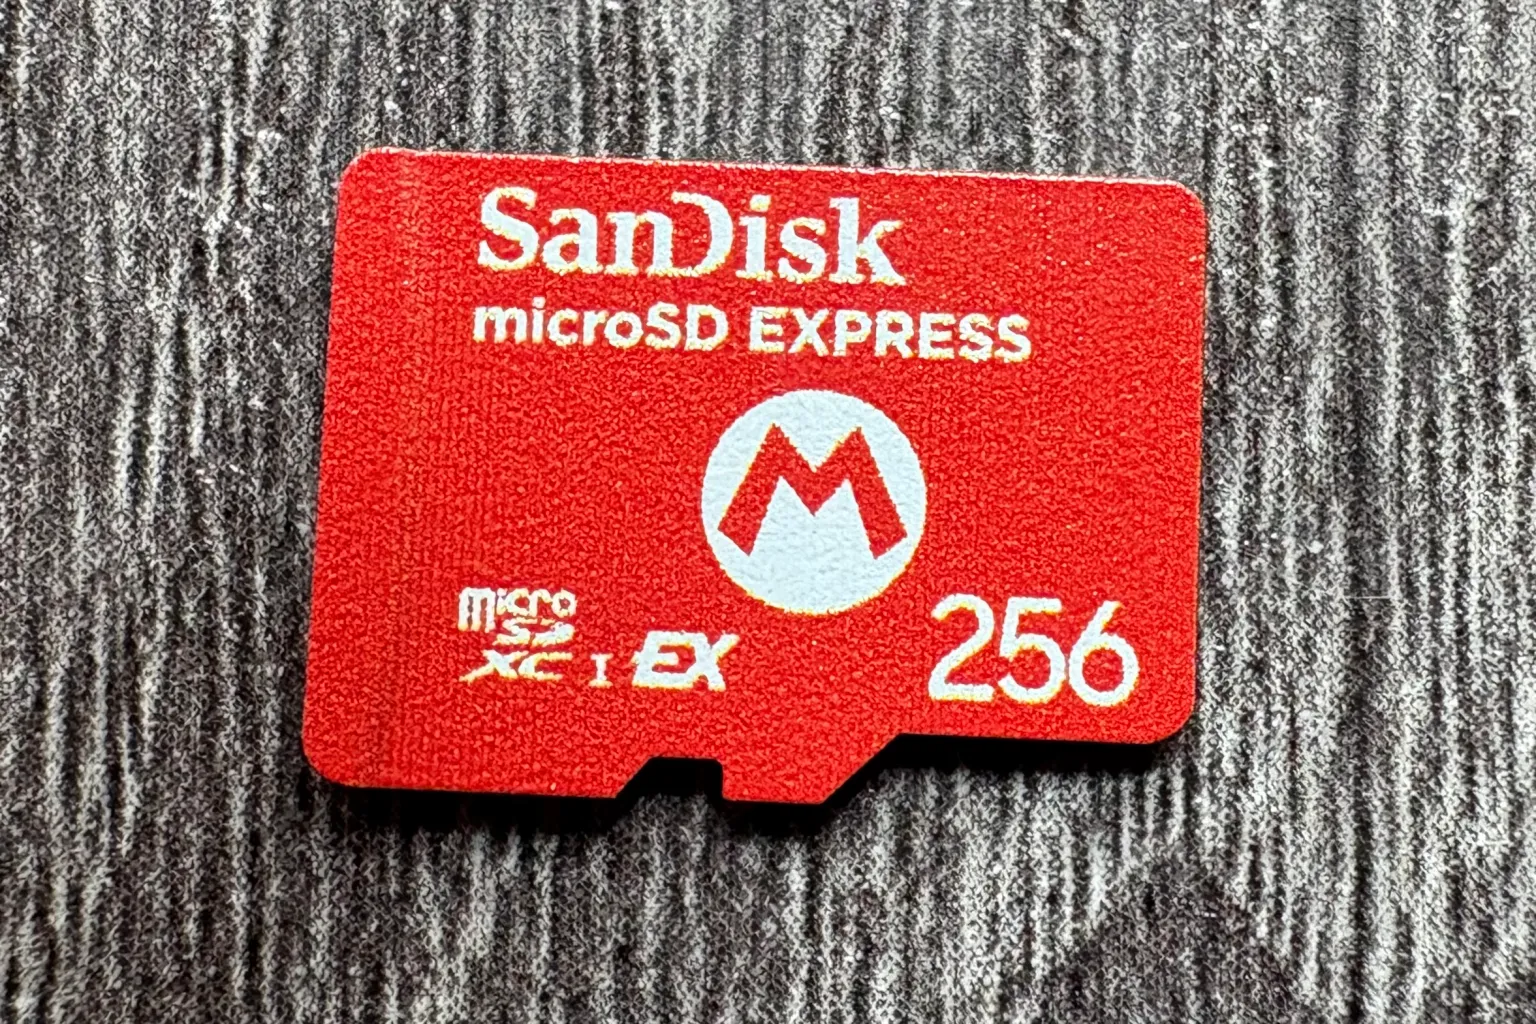 SanDisk
microSD EXPRESS
M
micro
SD
XC I EX
256